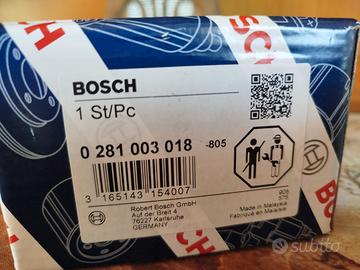 BOSCH
1 St/Pc
0 281 003 018
-805
3 165143 154007
Robert Bosch GmbH
Auf der Breit 4
76227 Karlsruhe
GERMANY
Made in Malaysia
Fabriqué en Malaisie
BOSCH
subito